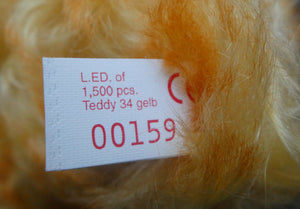 L.ED. of
1,500 pcs.
Teddy 34 gelb
00159